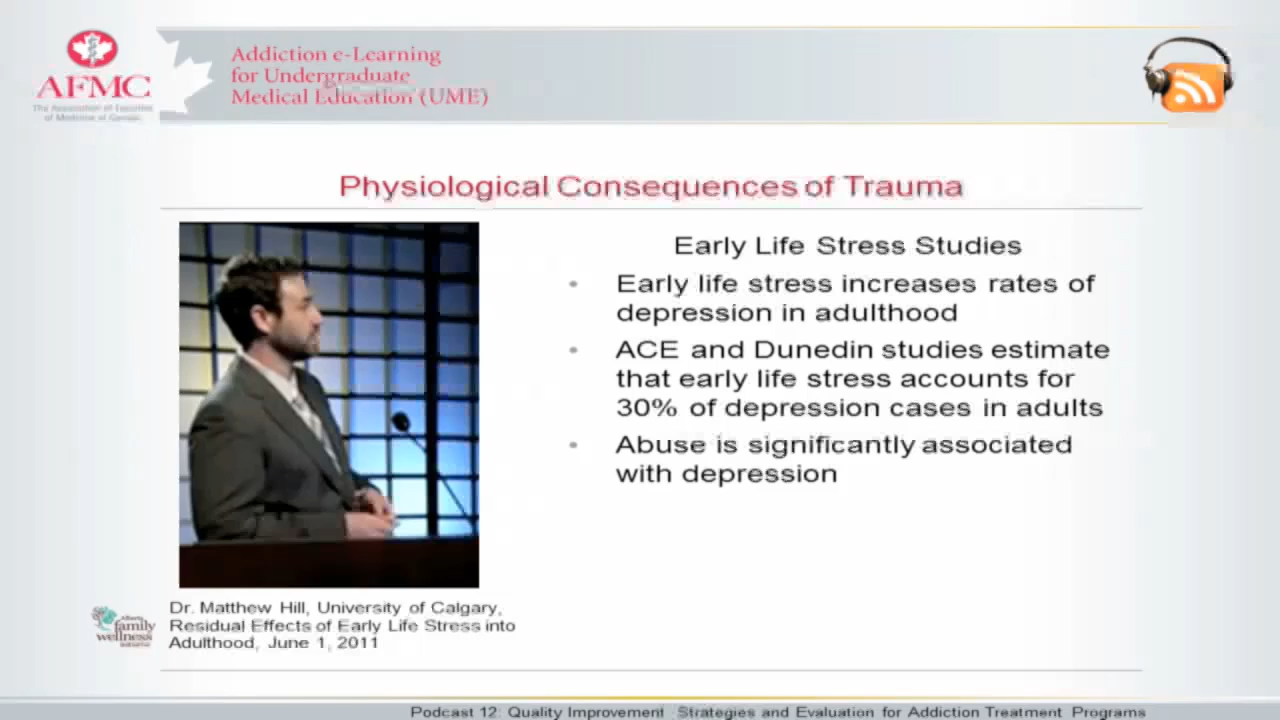 Addiction e-Learning
for Undergraduate
Medical Education (UME)
AFMC
The Association of Faculties
of Medicine of Canada
Physiological Consequences of Trauma
Early Life Stress Studies
• Early life stress increases rates of
depression in adulthood
• ACE and Dunedin studies estimate
that early life stress accounts for
30% of depression cases in adults
• Abuse is significantly associated
with depression
Alberta
family
wellness
initiative
Dr. Matthew Hill, University of Calgary,
Residual Effects of Early Life Stress into
Adulthood, June 1, 2011
Podcast 12: Quality Improvement Strategies and Evaluation for Addiction Treatment Programs